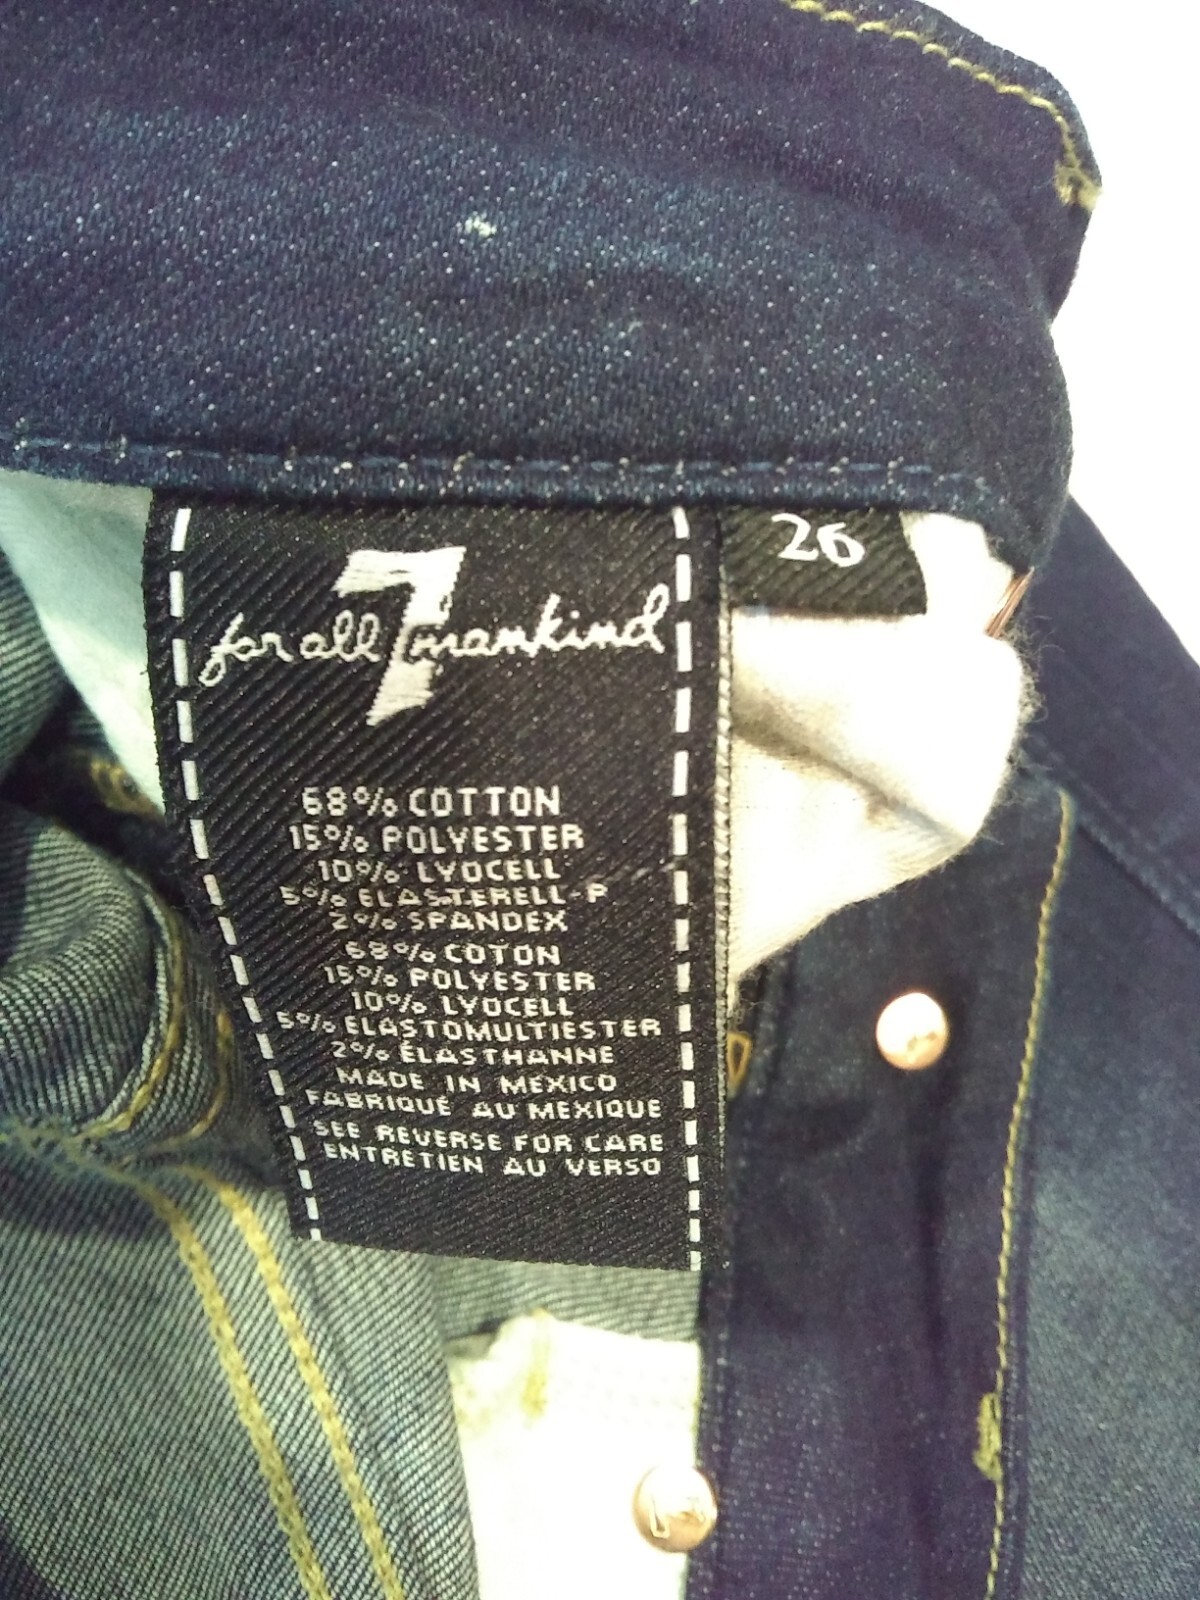 7
for all mankind
26
68% COTTON
15% POLYESTER
10% LYOCELL
5% ELASTERELL-P
2% SPANDEX
68% COTON
15% POLYESTER
10% LYOCELL
5% ELASTOMULTIESTER
2% ÉLASTHANNE
MADE IN MEXICO
FABRIQUÉ AU MEXIQUE
SEE REVERSE FOR CARE
ENTRETIEN AU VERSO